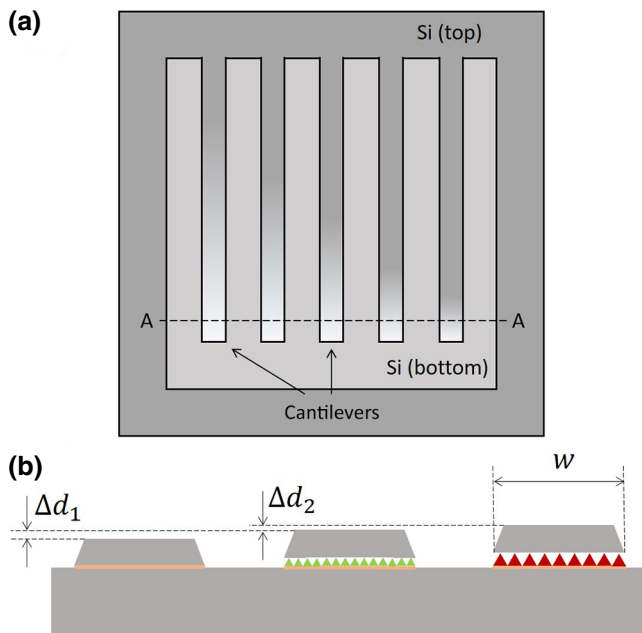 (a)
Si (top)
A
A
Si (bottom)
Cantilevers
(b)
Δd₁
Δd₂
w